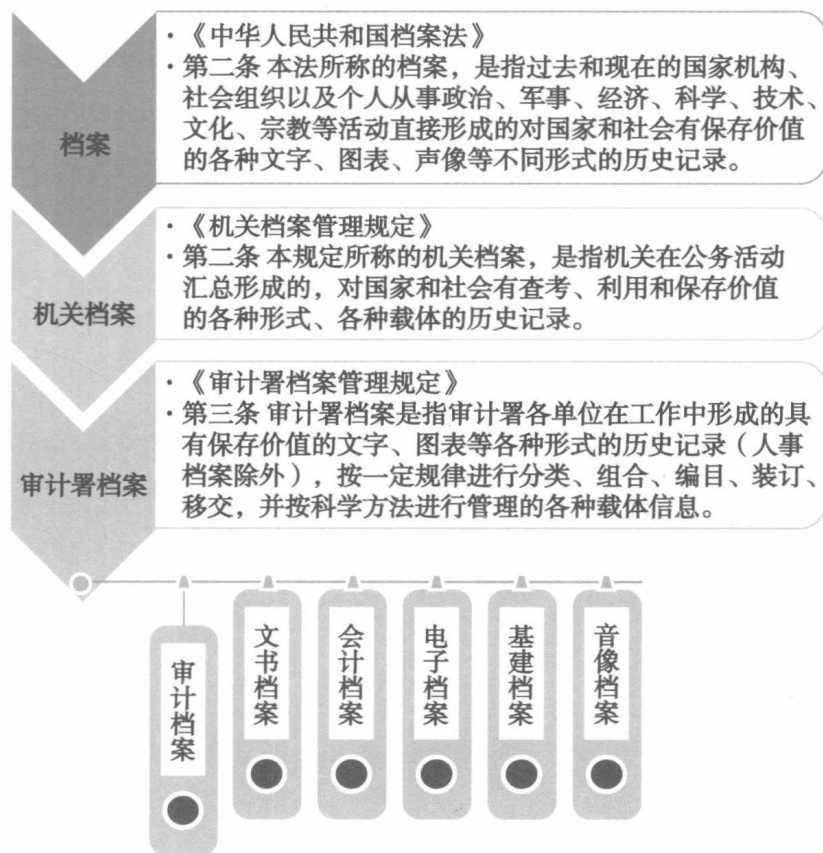 档案
·《中华人民共和国档案法》
·第二条 本法所称的档案，是指过去和现在的国家机构、
社会组织以及个人从事政治、军事、经济、科学、技术、
文化、宗教等活动直接形成的对国家和社会有保存价值
的各种文字、图表、声像等不同形式的历史记录。
机关档案
·《机关档案管理规定》
·第二条 本规定所称的机关档案，是指机关在公务活动
汇总形成的，对国家和社会有查考、利用和保存价值
的各种形式、各种载体的历史记录。
审计署档案
·《审计署档案管理规定》
·第三条 审计署档案是指审计署各单位在工作中形成的具
有保存价值的文字、图表等各种形式的历史记录（人事
档案除外），按一定规律进行分类、组合、编目、装订、
移交，并按科学方法进行管理的各种载体信息。
审计档案
文书档案
会计档案
电子档案
基建档案
音像档案